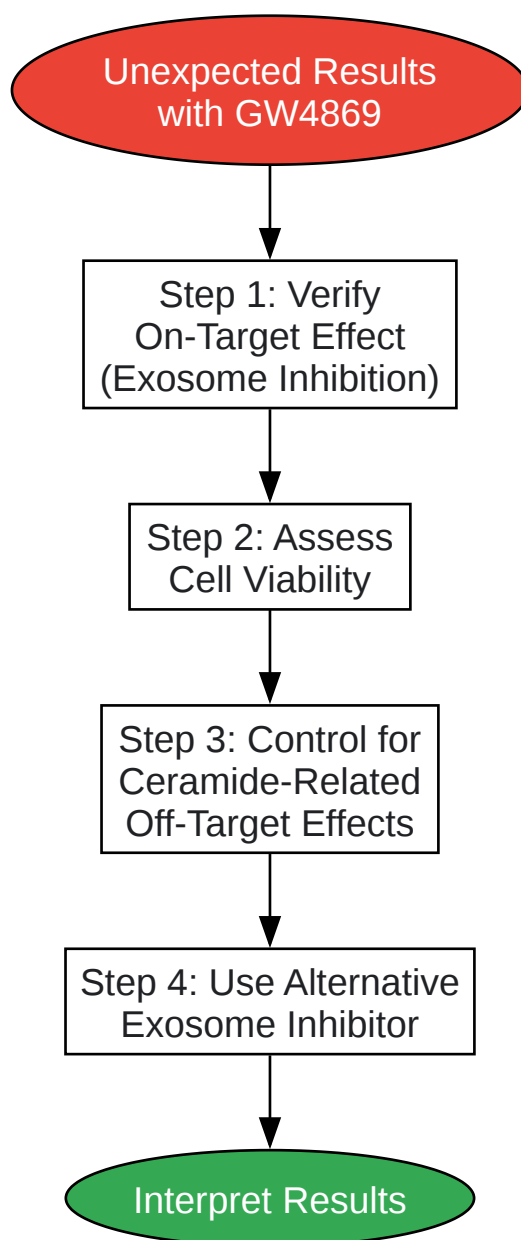 Unexpected Results
with GW4869
Step 1: Verify
On-Target Effect
(Exosome Inhibition)
Step 2: Assess
Cell Viability
Step 3: Control for
Ceramide-Related
Off-Target Effects
Step 4: Use Alternative
Exosome Inhibitor
Interpret Results